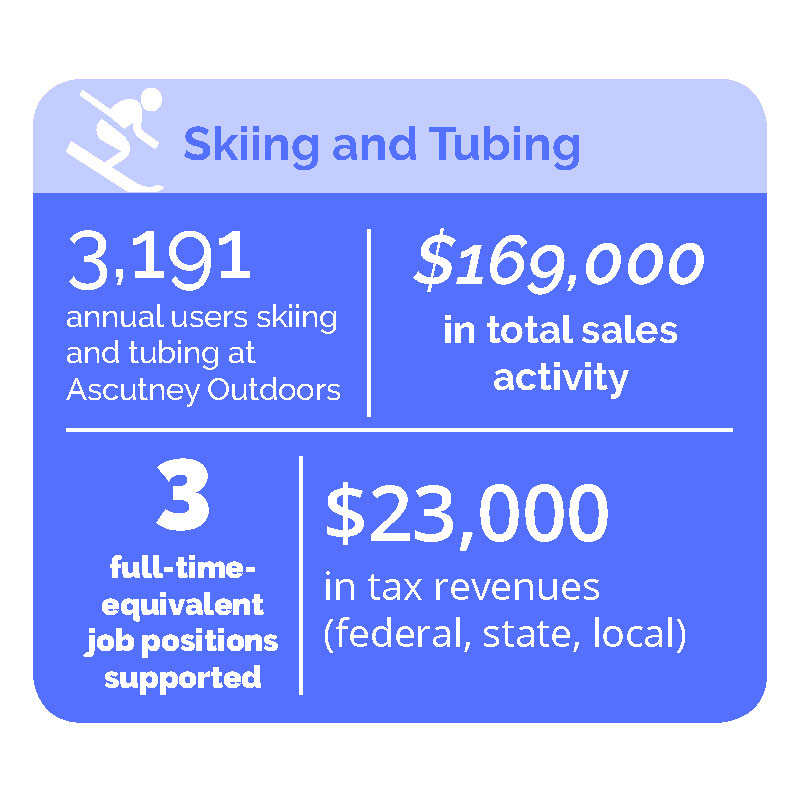 Skiing and Tubing
3,191
annual users skiing
and tubing at
Ascutney Outdoors
$169,000
in total sales
activity
3
full-time-
equivalent
job positions
supported
$23,000
in tax revenues
(federal, state, local)